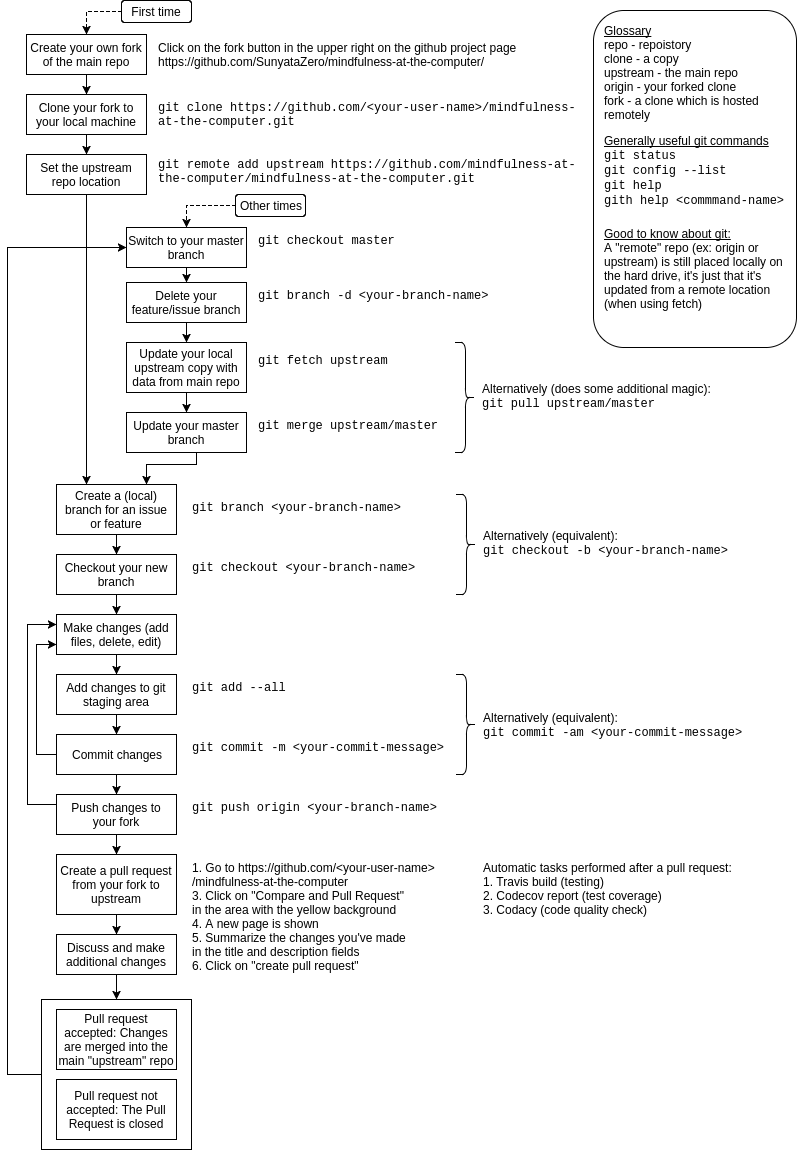 First time
Create your own fork
of the main repo
Click on the fork button in the upper right on the github project page
https://github.com/SunyataZero/mindfulness-at-the-computer/
Clone your fork to
your local machine
git clone https://github.com/<your-user-name>/mindfulness-
at-the-computer.git
Set the upstream
repo location
git remote add upstream https://github.com/mindfulness-at-
the-computer/mindfulness-at-the-computer.git
Glossary
repo - repoistory
clone - a copy
upstream - the main repo
origin - your forked clone
fork - a clone which is hosted
remotely
Generally useful git commands
git status
git config --list
git help
gith help <commmand-name>
Good to know about git:
A "remote" repo (ex: origin or
upstream) is still placed locally on
the hard drive, it's just that it's
updated from a remote location
(when using fetch)
Other times
Switch to your master
branch
git checkout master
Delete your
feature/issue branch
git branch -d <your-branch-name>
Update your local
upstream copy with
data from main repo
git fetch upstream
Update your master
branch
git merge upstream/master
Alternatively (does some additional magic):
git pull upstream/master
Create a (local)
branch for an issue
or feature
git branch <your-branch-name>
Checkout your new
branch
git checkout <your-branch-name>
Alternatively (equivalent):
git checkout -b <your-branch-name>
Make changes (add
files, delete, edit)
Add changes to git
staging area
git add --all
Commit changes
git commit -m <your-commit-message>
Alternatively (equivalent):
git commit -am <your-commit-message>
Push changes to
your fork
git push origin <your-branch-name>
Create a pull request
from your fork to
upstream
1. Go to https://github.com/<your-user-name>
/mindfulness-at-the-computer
3. Click on "Compare and Pull Request"
in the area with the yellow background
4. A new page is shown
5. Summarize the changes you've made
in the title and description fields
6. Click on "create pull request"
Automatic tasks performed after a pull request:
1. Travis build (testing)
2. Codecov report (test coverage)
3. Codacy (code quality check)
Discuss and make
additional changes
Pull request
accepted: Changes
are merged into the
main "upstream" repo
Pull request not
accepted: The Pull
Request is closed